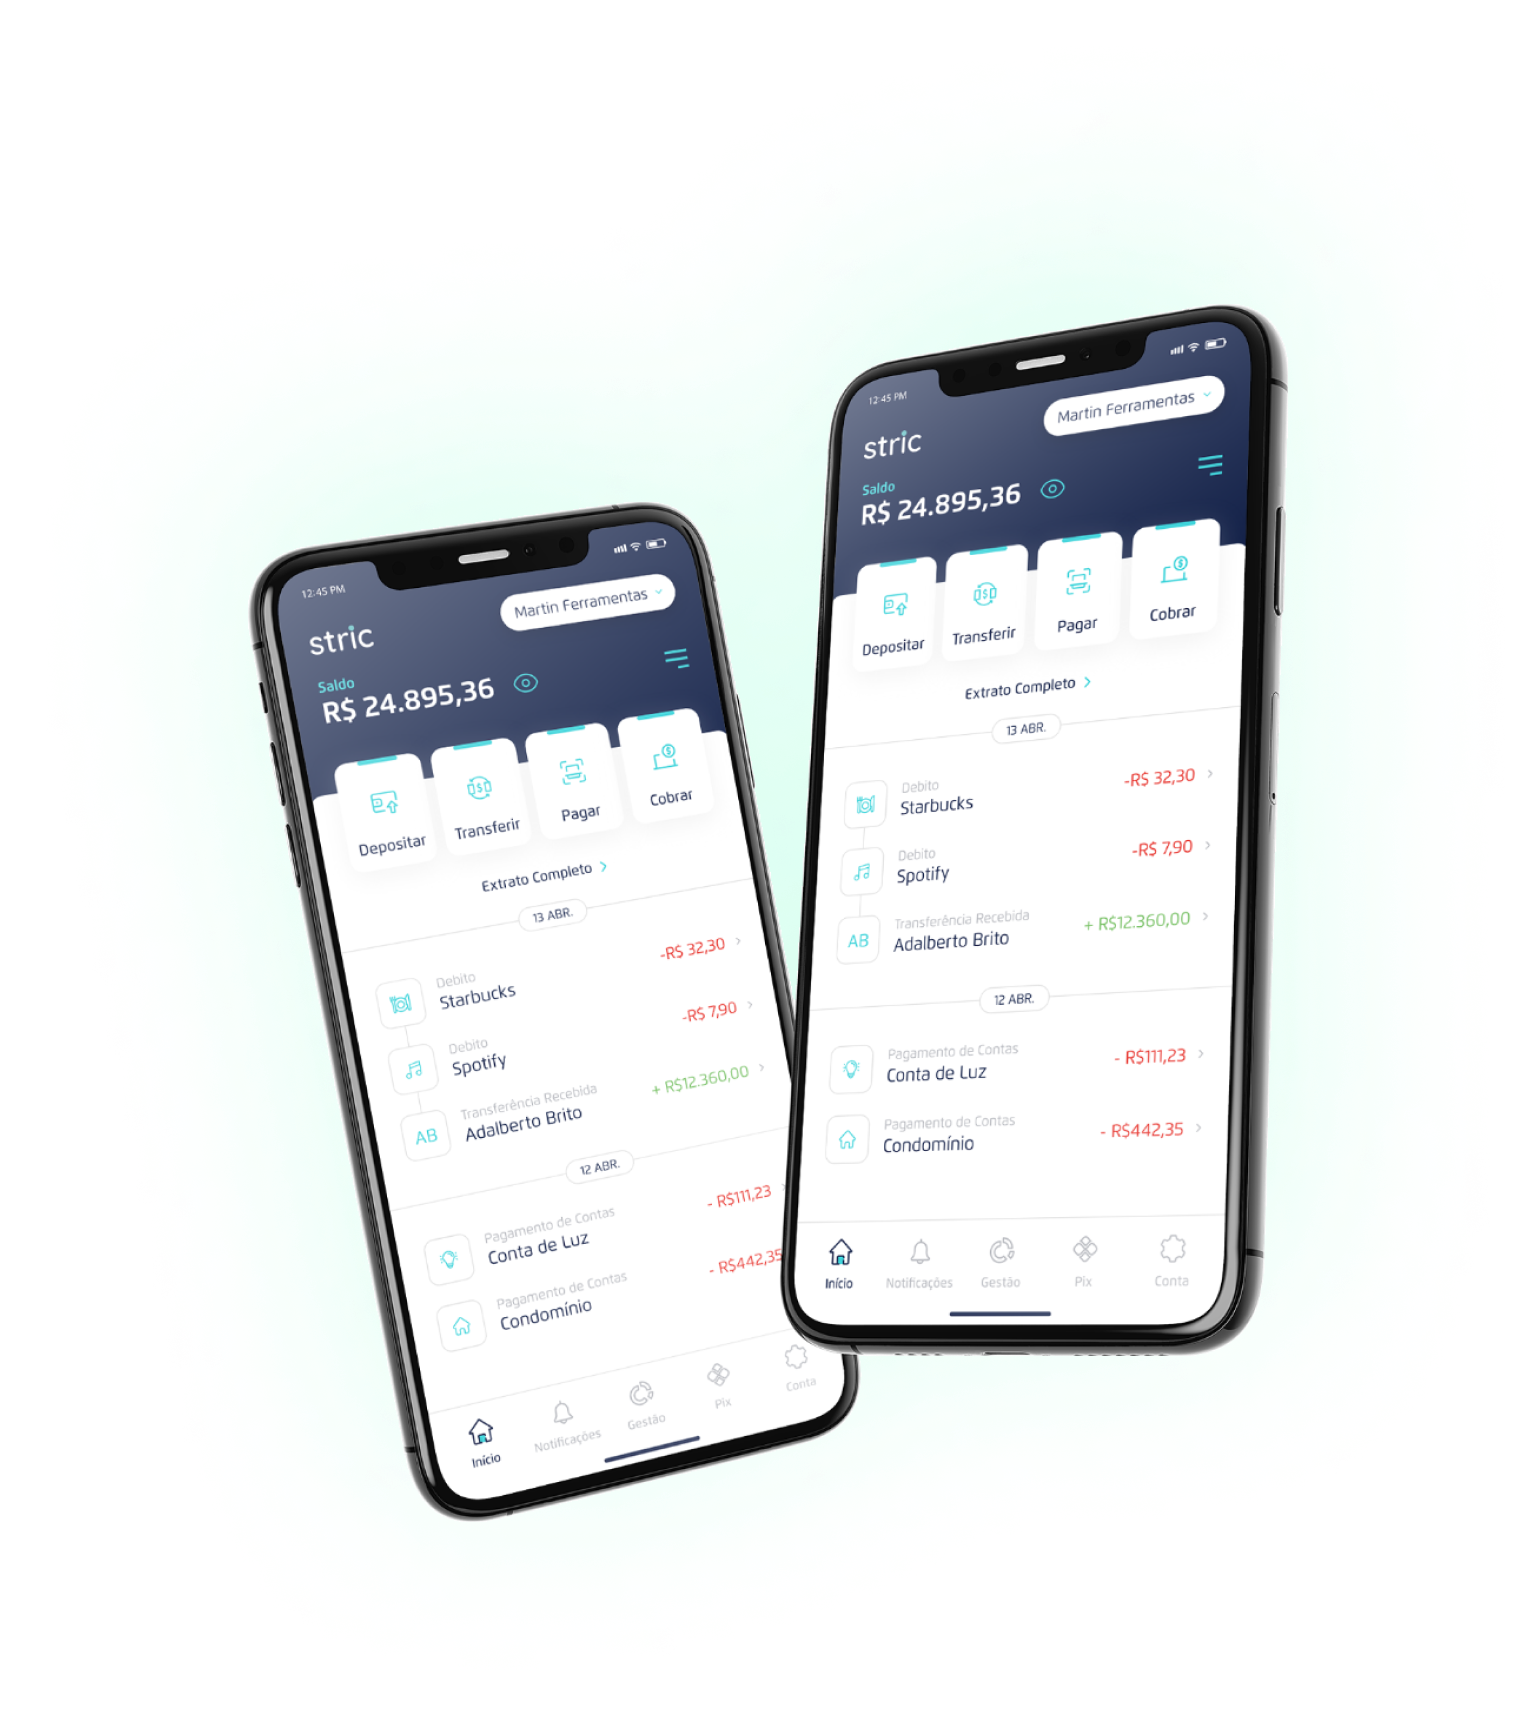 12:45 PM
Martin Ferramentas
stric
Saldo
R$ 24.895,36
Depositar
Transferir
Pagar
Cobrar
Extrato Completo
13 ABR.
Debito
Starbucks
-R$ 32,30
Debito
Spotify
-R$ 7,90
AB
Transferência Recebida
Adalberto Brito
+ R$12.360,00
12 ABR.
Pagamento de Contas
Conta de Luz
- R$111,23
Pagamento de Contas
Condomínio
- R$442,35
Início
Notificações
Gestão
Pix
Conta
12:45 PM
Martin Ferramentas
stric
Saldo
R$ 24.895,36
Depositar
Transferir
Pagar
Cobrar
Extrato Completo
13 ABR.
Debito
Starbucks
-R$ 32,30
Debito
Spotify
-R$ 7,90
AB
Transferência Recebida
Adalberto Brito
+ R$12.360,00
12 ABR.
Pagamento de Contas
Conta de Luz
- R$111,23
Pagamento de Contas
Condomínio
- R$442,35
Início
Notificações
Gestão
Pix
Conta